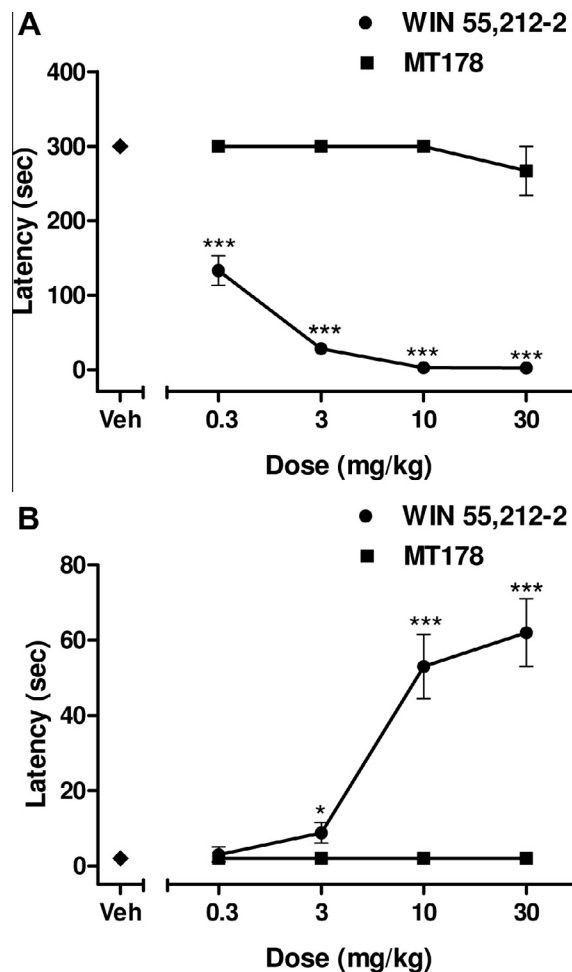 A
WIN 55,212-2
MT178
400
300
200
100
0
Latency (sec)
***
***
***
***
Veh
0.3
3
10
30
Dose (mg/kg)
B
WIN 55,212-2
MT178
80
60
40
20
0
Latency (sec)
*
***
***
Veh
0.3
3
10
30
Dose (mg/kg)